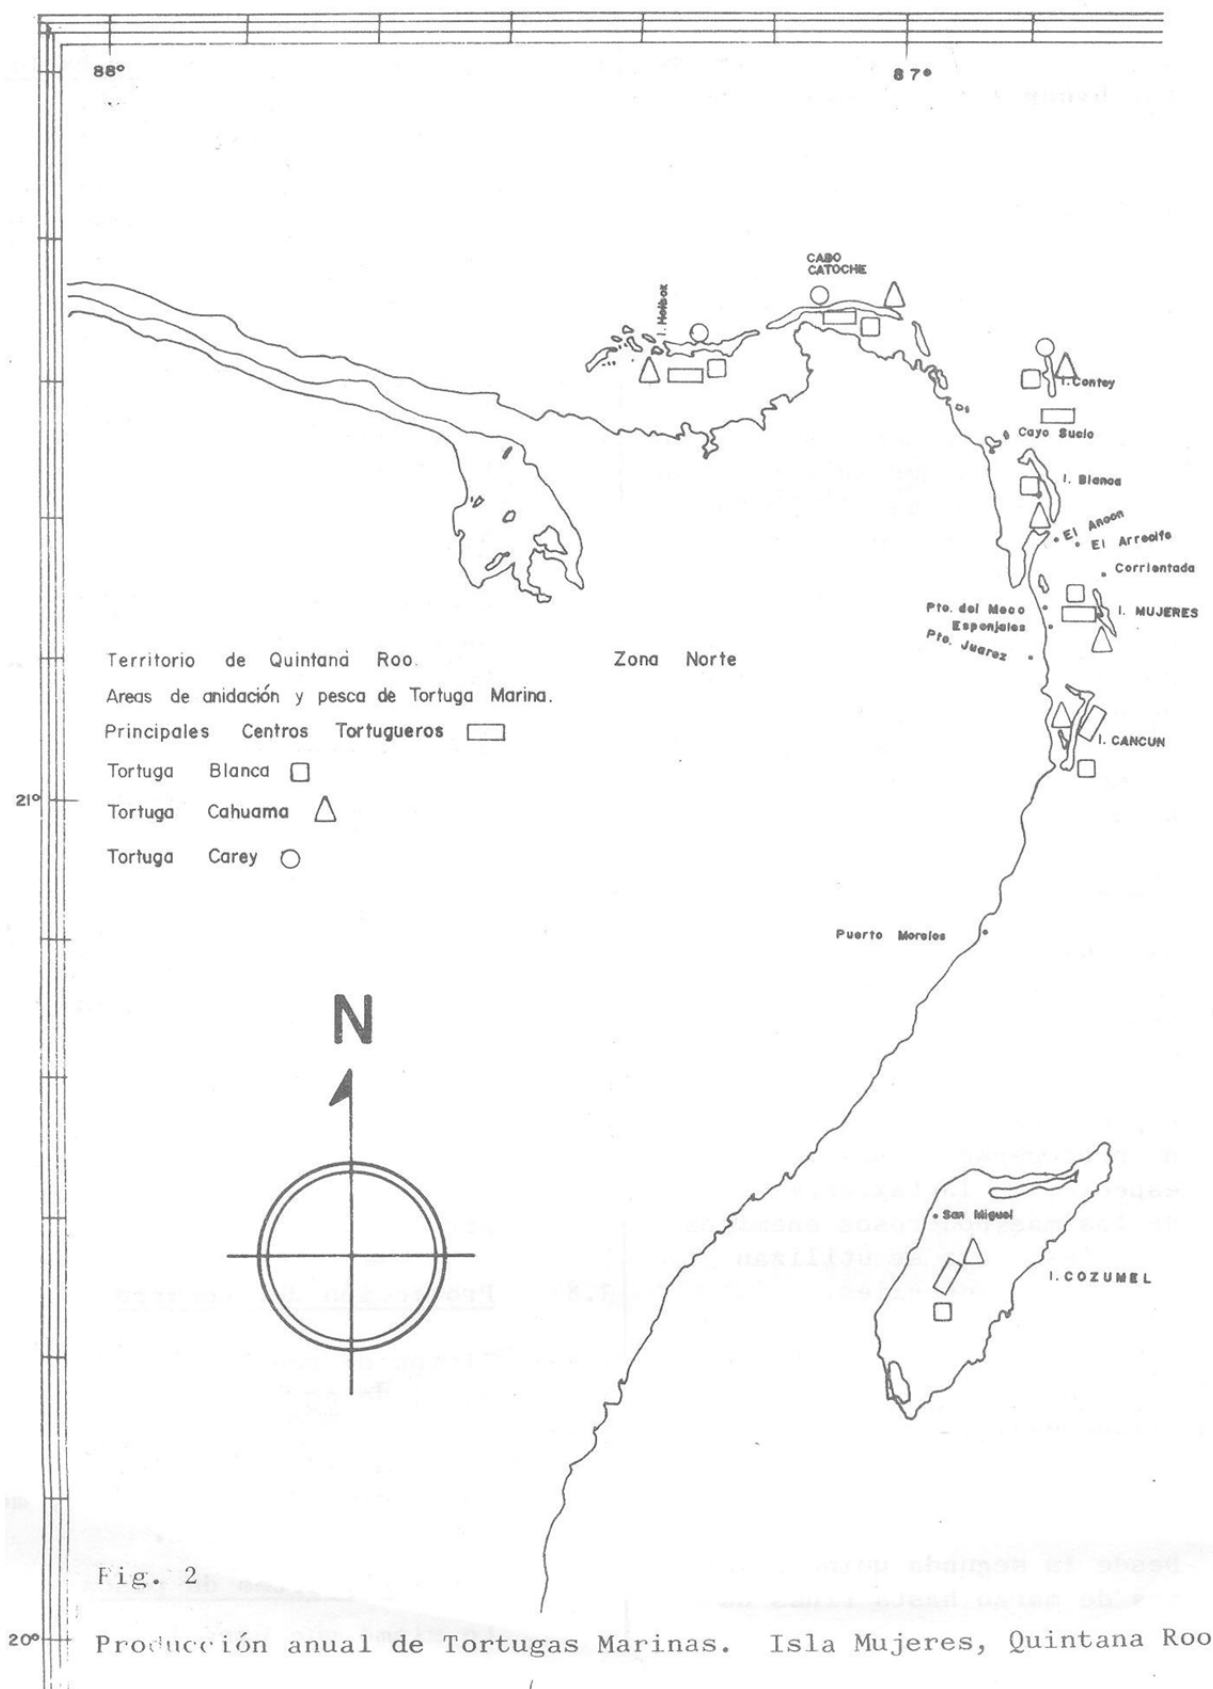 88°
87°
CABO
CATOCHE
I. Holbox
I. Contoy
Cayo Sucio
I. Blanca
El Ancon
El Arrecife
Corrientada
Pto. del Meco
I. MUJERES
Esponjales
Pto. Juarez
Territorio de Quintana Roo. Zona Norte
Areas de anidación y pesca de Tortuga Marina.
Principales Centros Tortugueros
I. CANCUN
Tortuga Blanca
21°
Tortuga Cahuama
Tortuga Carey
Puerto Morelos
N
San Miguel
I. COZUMEL
Fig. 2
20°
Producción anual de Tortugas Marinas. Isla Mujeres, Quintana Roo